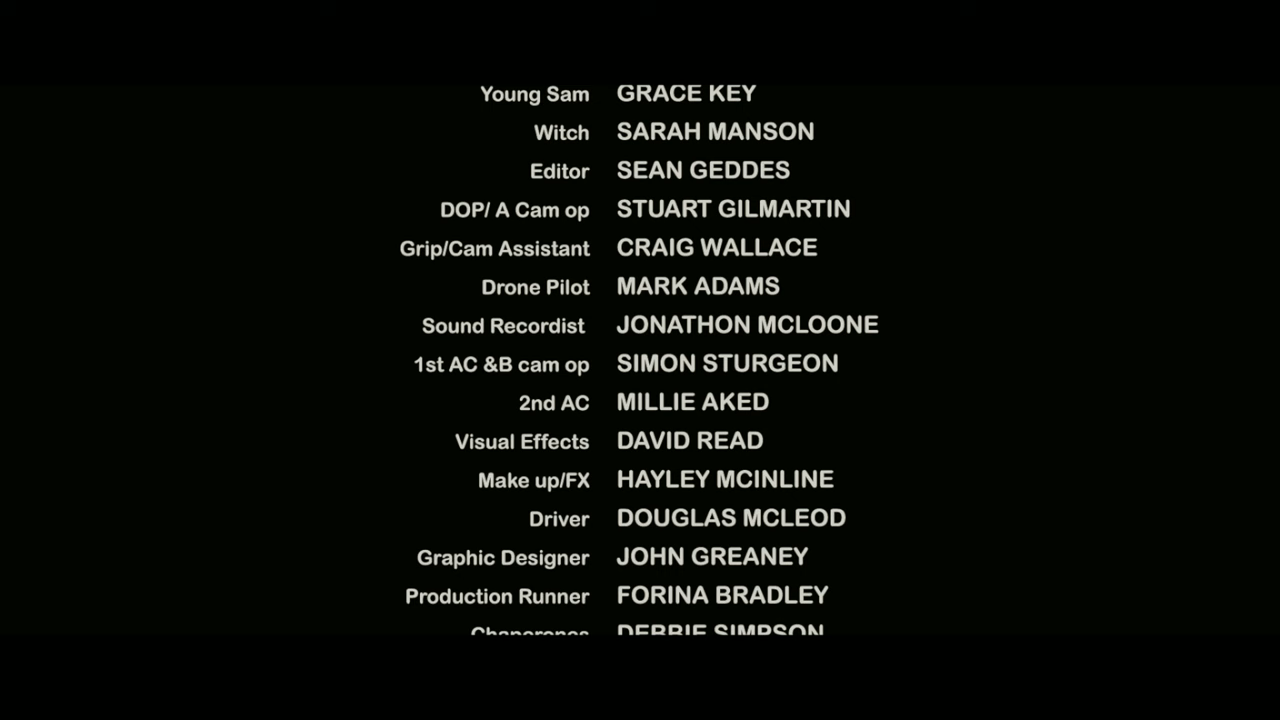 Young Sam GRACE KEY
Witch SARAH MANSON
Editor SEAN GEDDES
DOP/ A Cam op STUART GILMARTIN
Grip/Cam Assistant CRAIG WALLACE
Drone Pilot MARK ADAMS
Sound Recordist JONATHON MCLOONE
1st AC &B cam op SIMON STURGEON
2nd AC MILLIE AKED
Visual Effects DAVID READ
Make up/FX HAYLEY MCINLINE
Driver DOUGLAS MCLEOD
Graphic Designer JOHN GREANEY
Production Runner FORINA BRADLEY
Chaperones DEBBIE SIMPSON